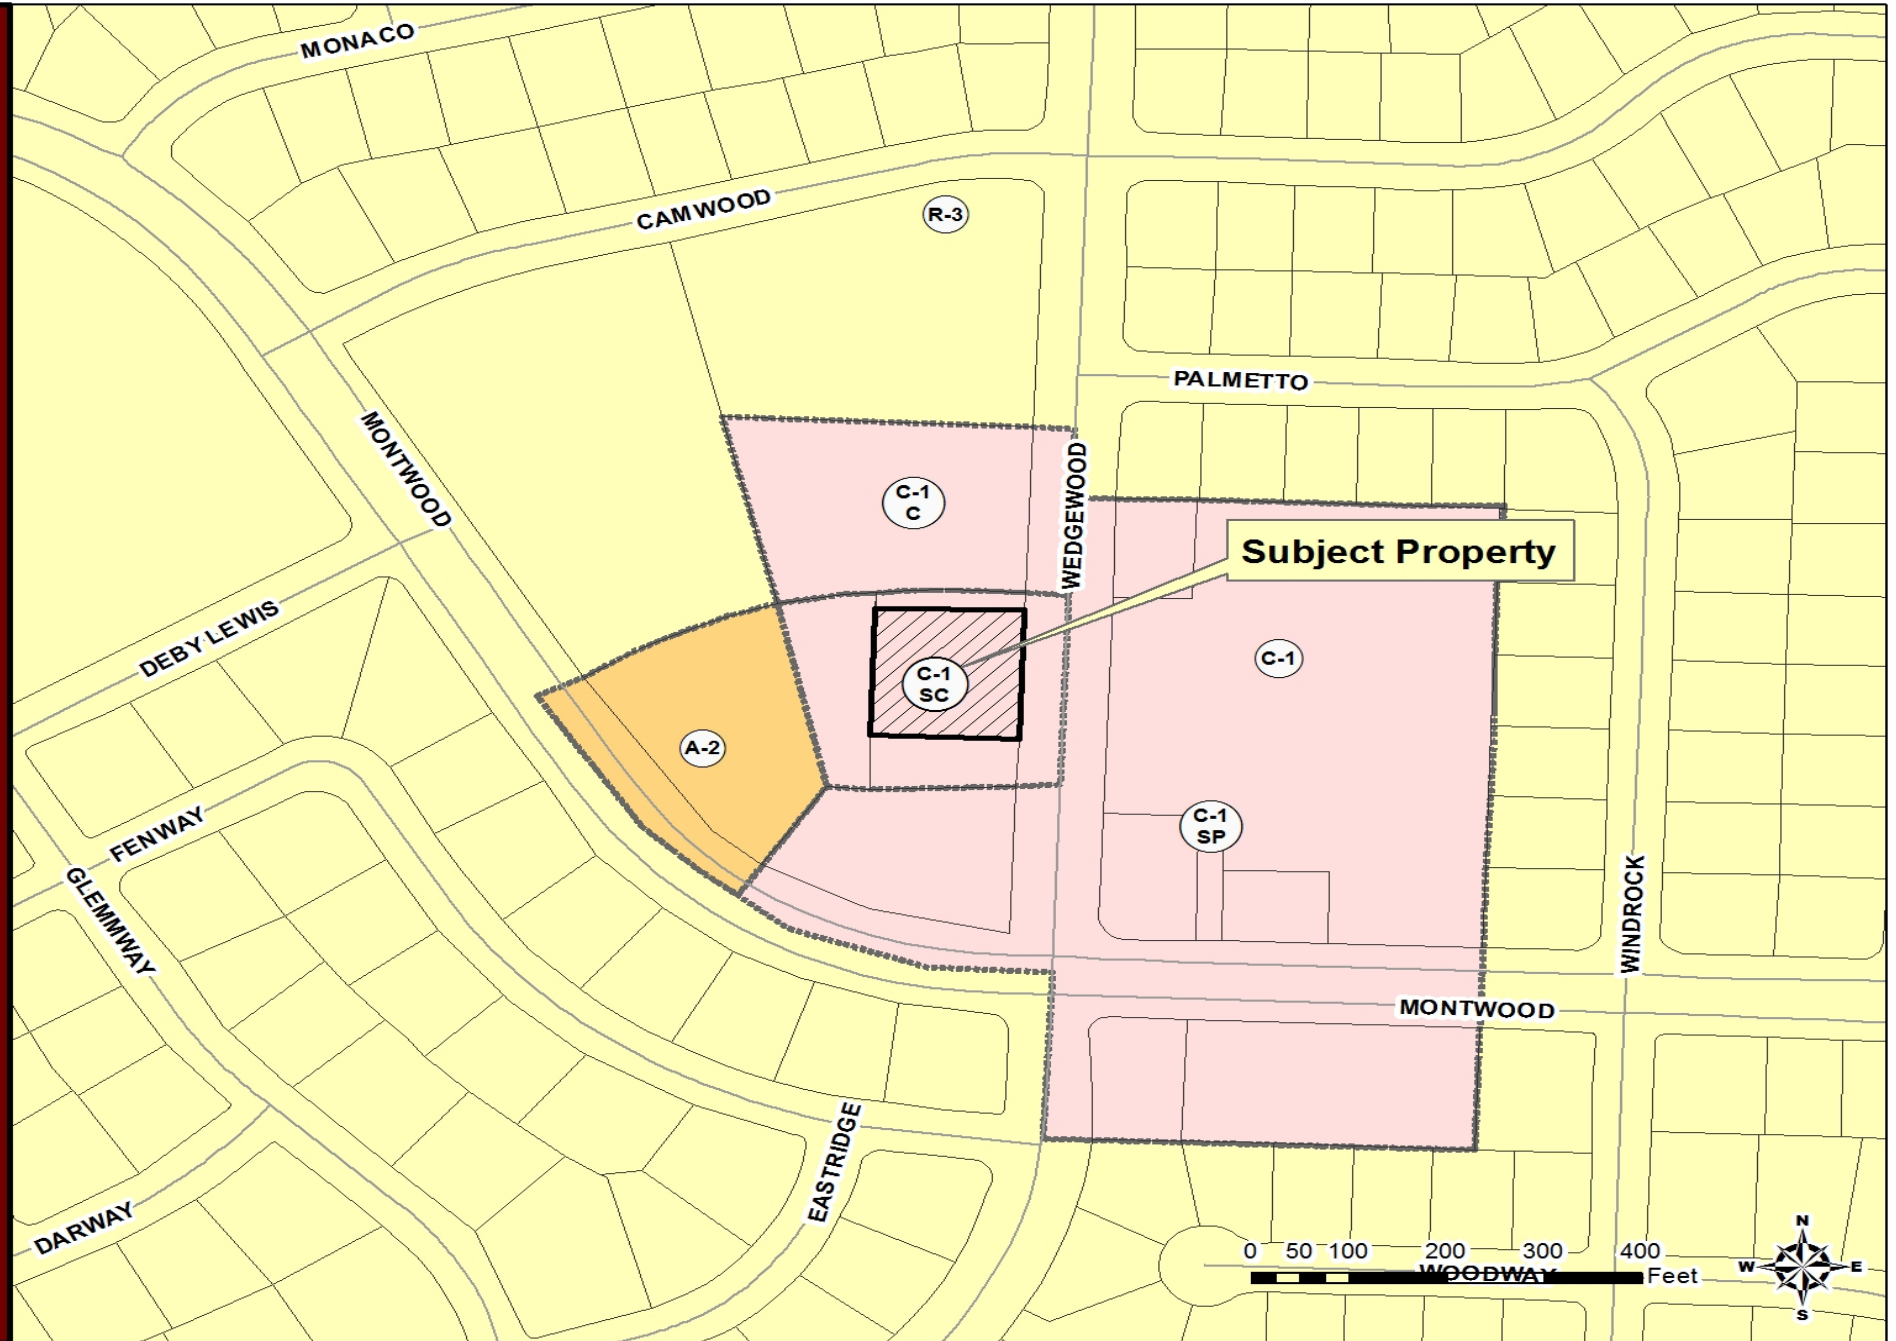 MONACO
CAMWOOD
R-3
PALMETTO
MONTWOOD
WEDGEWOOD
C-1
C
Subject Property
DEBY LEWIS
C-1
C-1
SC
A-2
FENWAY
C-1
SP
GLEMMWAY
WINDROCK
MONTWOOD
EASTRIDGE
DARWAY
N
W E
S
0 50 100 200 300 400
Feet
WOODWAY